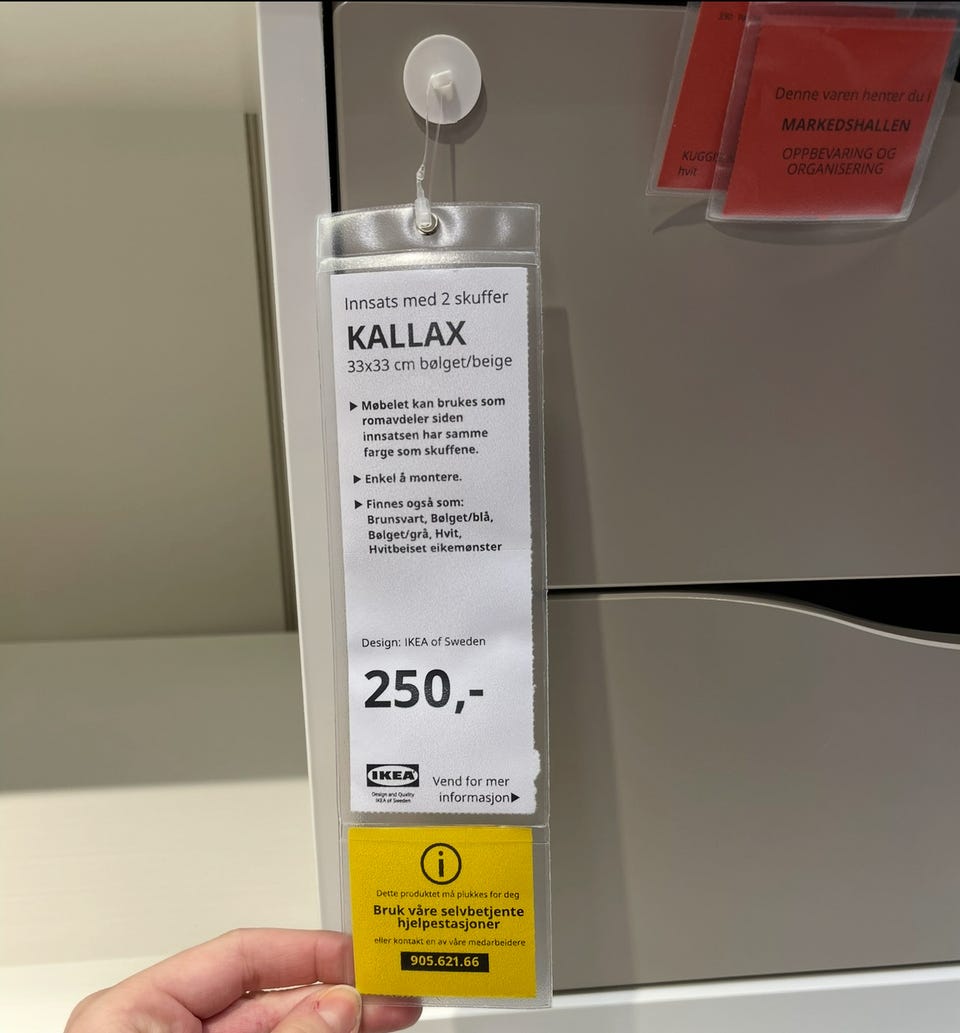 Innsats med 2 skuffer
KALLAX
33x33 cm bølget/beige
▶ Møbelet kan brukes som
romavdeler siden
innsatsen har samme
farge som skuffene.
▶ Enkel å montere.
▶ Finnes også som:
Brunsvart, Bølget/blå,
Bølget/grå, Hvit,
Hvitbeiset eikemønster
Design: IKEA of Sweden
250,-
IKEA
Design and Quality
IKEA of Sweden
Vend for mer
informasjon▶
i
Dette produktet må plukkes for deg
Bruk våre selvbetjente
hjelpestasjoner
eller kontakt en av våre medarbeidere
905.621.66
hvit
Denne varen henter du i
MARKEDSHALLEN
OPPBEVARING OG
ORGANISERING